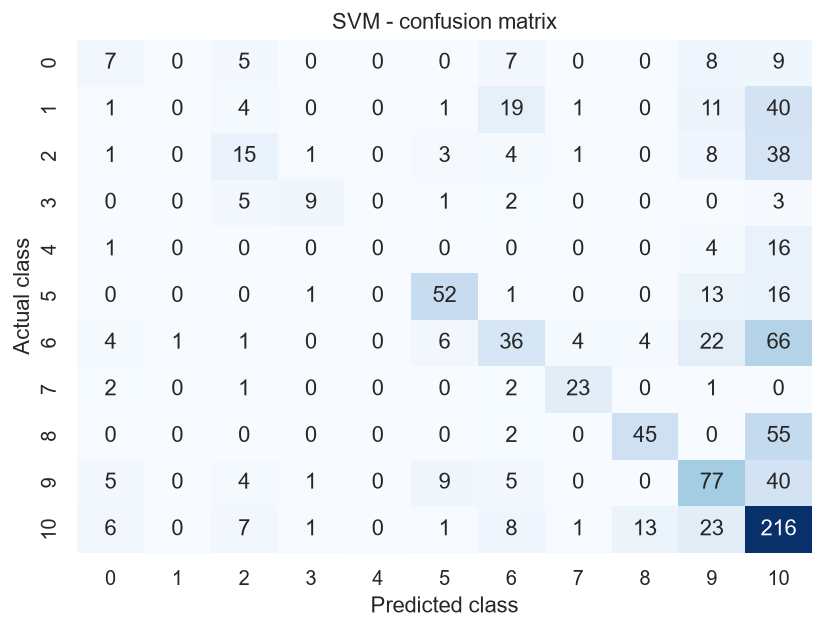 SVM - confusion matrix
0 7 0 5 0 0 0 7 0 0 8 9
1 1 0 4 0 0 1 19 1 0 11 40
2 1 0 15 1 0 3 4 1 0 8 38
3 0 0 5 9 0 1 2 0 0 0 3
4 1 0 0 0 0 0 0 0 0 4 16
5 0 0 0 1 0 52 1 0 0 13 16
6 4 1 1 0 0 6 36 4 4 22 66
7 2 0 1 0 0 0 2 23 0 1 0
8 0 0 0 0 0 0 2 0 45 0 55
9 5 0 4 1 0 9 5 0 0 77 40
10 6 0 7 1 0 1 8 1 13 23 216
0 1 2 3 4 5 6 7 8 9 10
Predicted class
Actual class